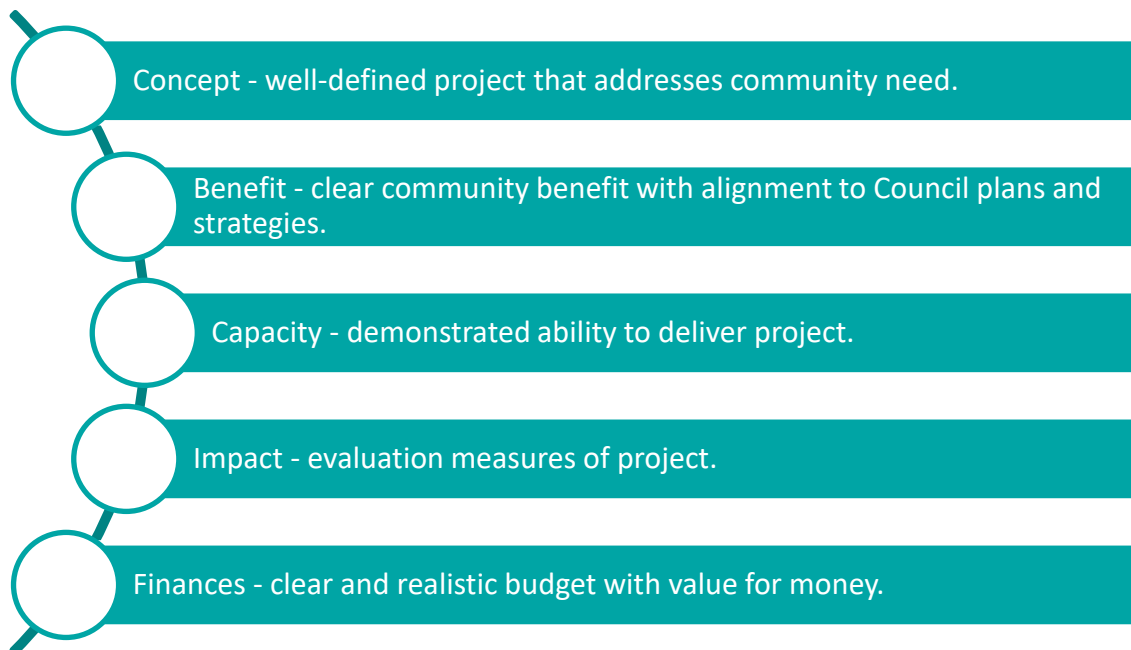 Concept - well-defined project that addresses community need.
Benefit - clear community benefit with alignment to Council plans and
strategies.
Capacity - demonstrated ability to deliver project.
Impact - evaluation measures of project.
Finances - clear and realistic budget with value for money.